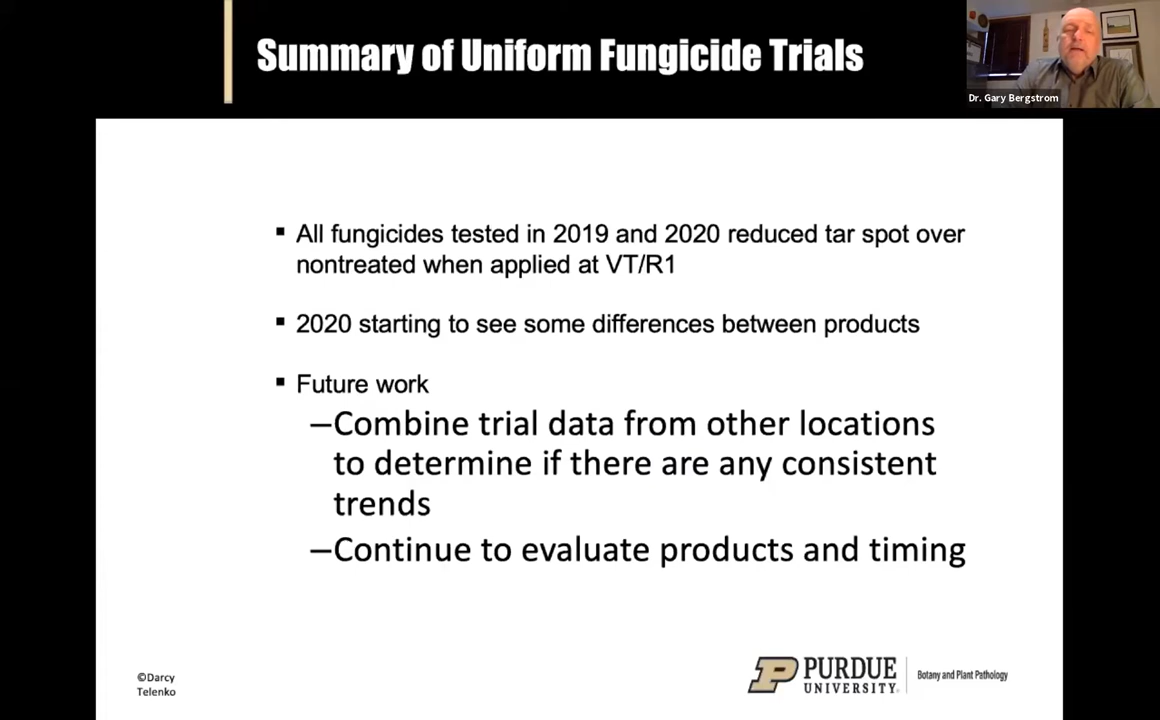 Summary of Uniform Fungicide Trials
Dr. Gary Bergstrom
▪ All fungicides tested in 2019 and 2020 reduced tar spot over
nontreated when applied at VT/R1
▪ 2020 starting to see some differences between products
▪ Future work
–Combine trial data from other locations
to determine if there are any consistent
trends
–Continue to evaluate products and timing
©Darcy
Telenko
PURDUE
UNIVERSITY®
Botany and Plant Pathology